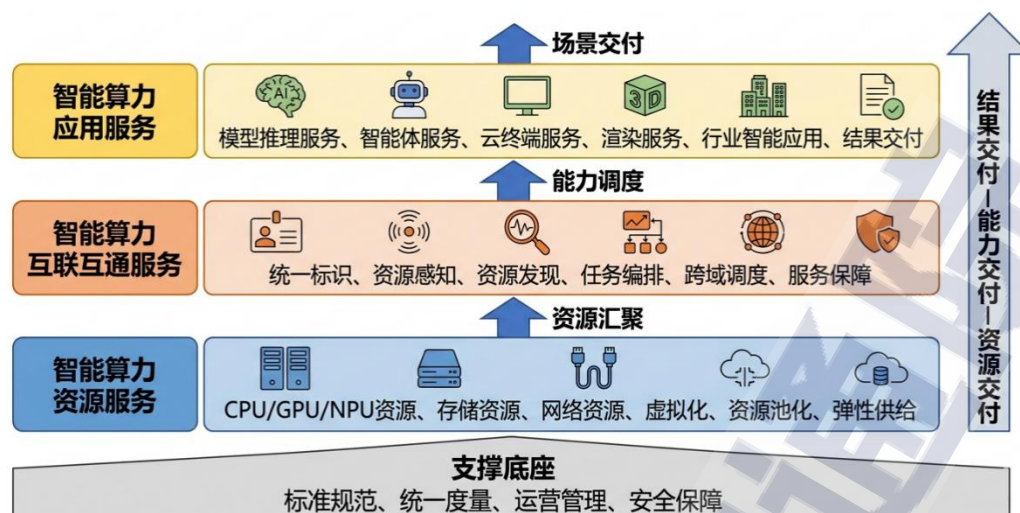 场景交付
智能算力
应用服务
AI
3D
模型推理服务、智能体服务、云终端服务、渲染服务、行业智能应用、结果交付
能力调度
智能算力
互联互通服务
统一标识、资源感知、资源发现、任务编排、跨域调度、服务保障
资源汇聚
智能算力
资源服务
CPU/GPU/NPU资源、存储资源、网络资源、虚拟化、资源池化、弹性供给
支撑底座
标准规范、统一度量、运营管理、安全保障
结果交付—能力交付—资源交付